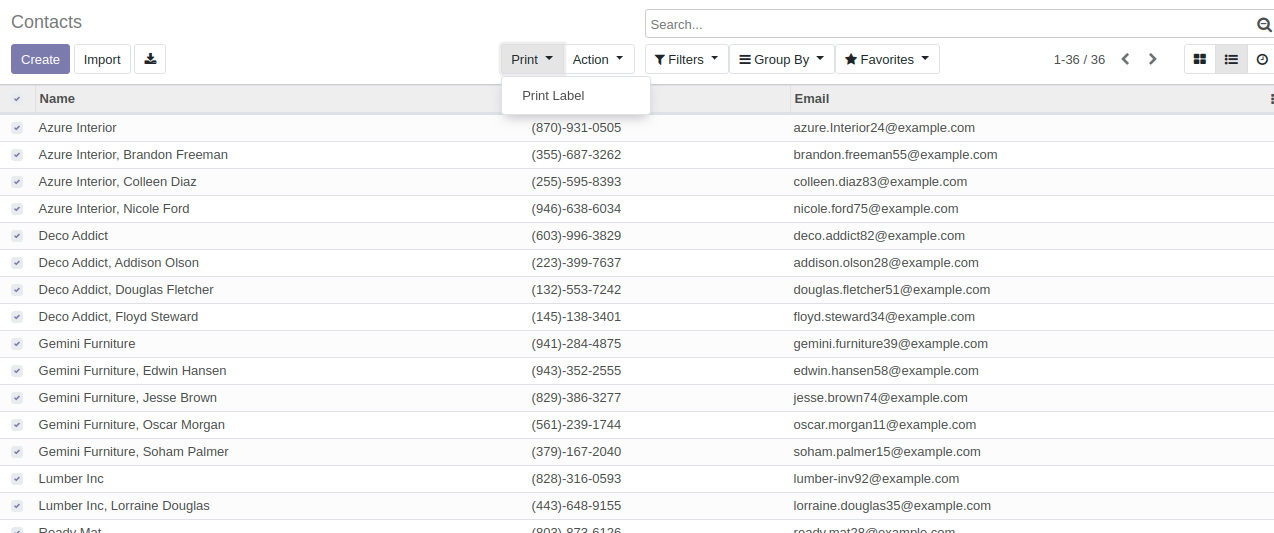 Contacts
Search...
Create Import Print Action Filters Group By Favorites 1-36 / 36
Print Label
Name Email
Azure Interior (870)-931-0505 azure.Interior24@example.com
Azure Interior, Brandon Freeman (355)-687-3262 brandon.freeman55@example.com
Azure Interior, Colleen Diaz (255)-595-8393 colleen.diaz83@example.com
Azure Interior, Nicole Ford (946)-638-6034 nicole.ford75@example.com
Deco Addict (603)-996-3829 deco.addict82@example.com
Deco Addict, Addison Olson (223)-399-7637 addison.olson28@example.com
Deco Addict, Douglas Fletcher (132)-553-7242 douglas.fletcher51@example.com
Deco Addict, Floyd Steward (145)-138-3401 floyd.steward34@example.com
Gemini Furniture (941)-284-4875 gemini.furniture39@example.com
Gemini Furniture, Edwin Hansen (943)-352-2555 edwin.hansen58@example.com
Gemini Furniture, Jesse Brown (829)-386-3277 jesse.brown74@example.com
Gemini Furniture, Oscar Morgan (561)-239-1744 oscar.morgan11@example.com
Gemini Furniture, Soham Palmer (379)-167-2040 soham.palmer15@example.com
Lumber Inc (828)-316-0593 lumber-inv92@example.com
Lumber Inc, Lorraine Douglas (443)-648-9155 lorraine.douglas35@example.com
Ready Mat (803)-873-6126 ready.mat28@example.com